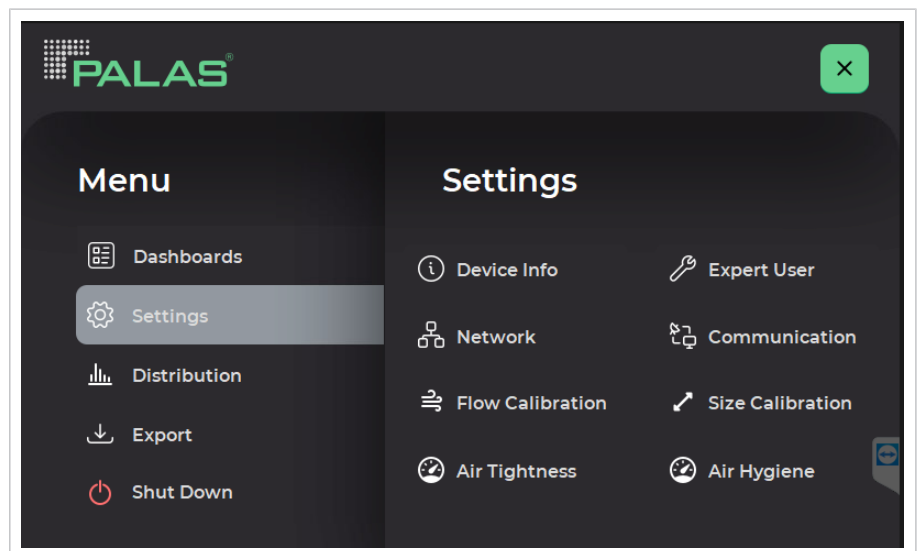 PALAS®
Menu
Dashboards
Settings
Distribution
Export
Shut Down
Settings
Device Info
Expert User
Network
Communication
Flow Calibration
Size Calibration
Air Tightness
Air Hygiene